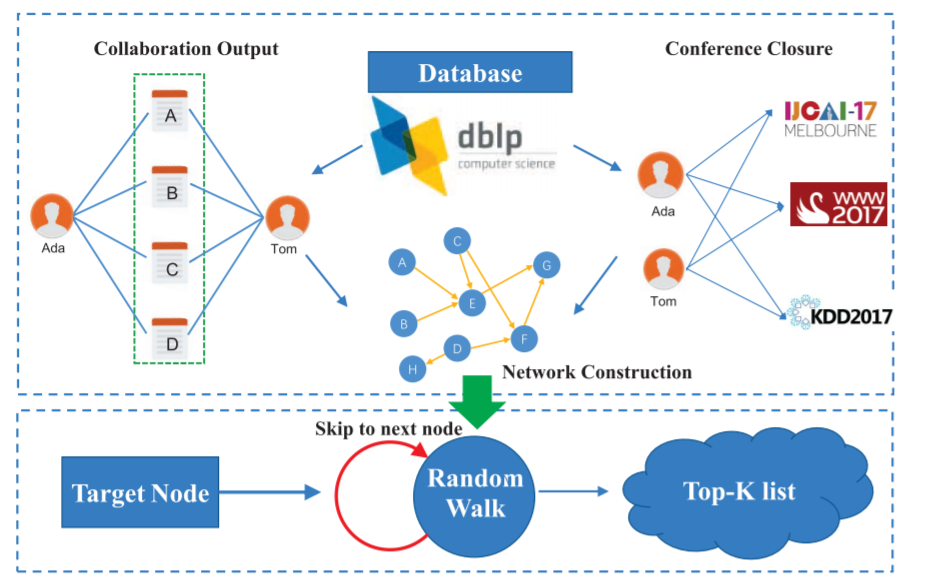 Collaboration Output
Database
Conference Closure
dblp
computer science
A
B
C
D
Ada
Tom
IJCAI-17
MELBOURNE
WWW
2017
KDD2017
Ada
Tom
A
C
G
E
B
F
D
H
Network Construction
Skip to next node
Target Node
Random
Walk
Top-K list